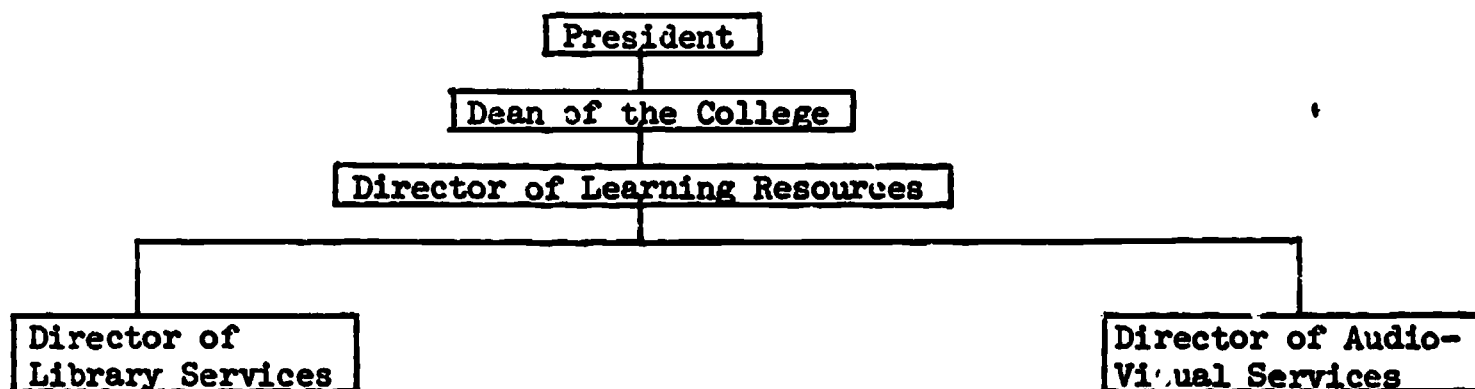 President
Dean of the College
Director of Learning Resources
Director of
Library Services
Director of Audio-
Visual Services